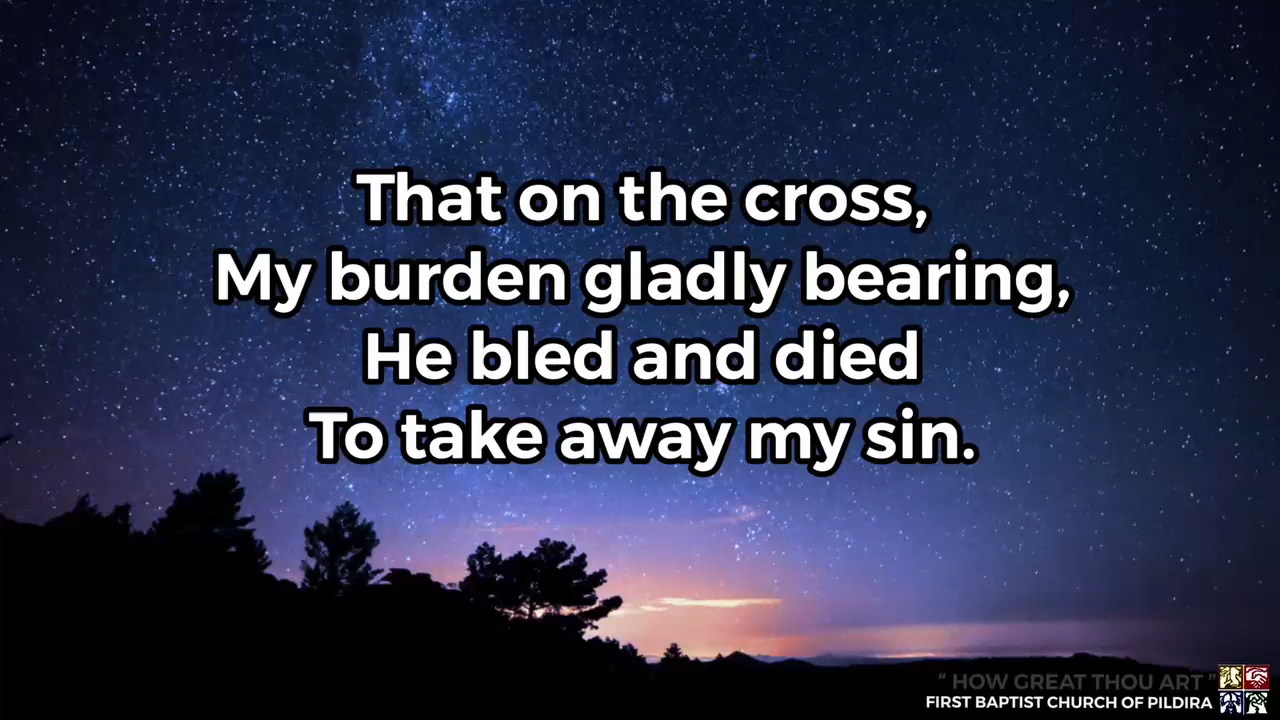 That on the cross,
My burden gladly bearing,
He bled and died
To take away my sin.
“ HOW GREAT THOU ART ”
FIRST BAPTIST CHURCH OF PILDIRA